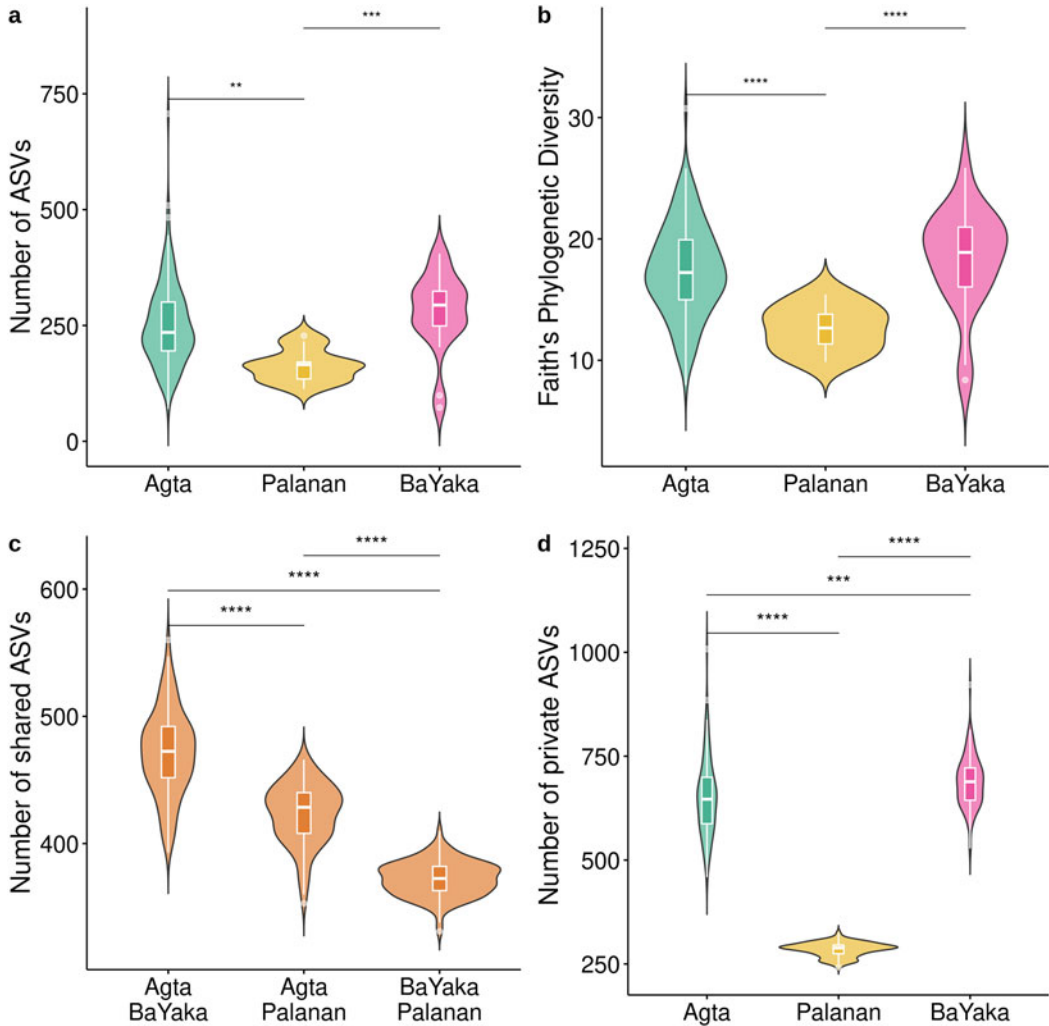 a
***
**
Number of ASVs
750
500
250
0
Agta
Palanan
BaYaka
b
****
****
Faith's Phylogenetic Diversity
30
20
10
Agta
Palanan
BaYaka
c
****
****
****
Number of shared ASVs
600
500
400
Agta
BaYaka
Agta
Palanan
BaYaka
Palanan
d
****
***
****
Number of private ASVs
1250
1000
750
500
250
Agta
Palanan
BaYaka